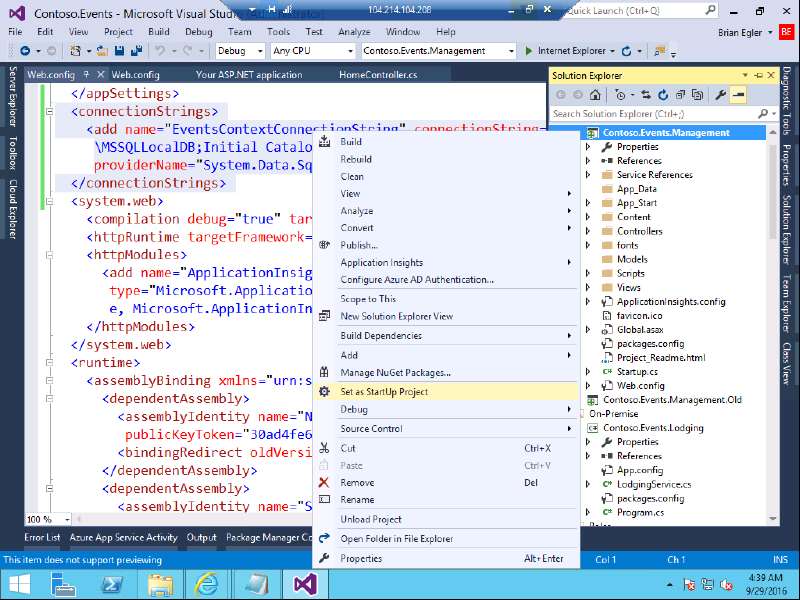 Contoso.Events - Microsoft Visual Stu
104.214.104.208
Quick Launch (Ctrl+Q)
File Edit View Project Build Debug Team Tools Test Analyze Window Help
Brian Egler BE
Debug Any CPU Contoso.Events.Management Internet Explorer
Server Explorer
Toolbox
Cloud Explorer
Web.config Web.config Your ASP.NET application HomeController.cs
</appSettings>
<connectionStrings>
<add name="EventsContextConnectionString" connectionString=
\MSSQLLocalDB;Initial Catalo
providerName="System.Data.Sq
</connectionStrings>
<system.web>
<compilation debug="true" tar
<httpRuntime targetFramework=
<httpModules>
<add name="ApplicationInsig
type="Microsoft.Application
e, Microsoft.ApplicationIn
</httpModules>
</system.web>
<runtime>
<assemblyBinding xmlns="urn:s
<dependentAssembly>
<assemblyIdentity name="N
publicKeyToken="30ad4fe6
<bindingRedirect oldVersi
</dependentAssembly>
<dependentAssembly>
<assemblyIdentity name="S
100 %
Build
Rebuild
Clean
View
Analyze
Convert
Publish...
Application Insights
Configure Azure AD Authentication...
Scope to This
New Solution Explorer View
Build Dependencies
Add
Manage NuGet Packages...
Set as StartUp Project
Debug
Source Control
Cut Ctrl+X
Paste Ctrl+V
Remove Del
Rename
Unload Project
Open Folder in File Explorer
Properties Alt+Enter
Solution Explorer
Search Solution Explorer (Ctrl+;)
Contoso.Events.Management
Properties
References
Service References
App_Data
App_Start
Content
Controllers
fonts
Models
Scripts
Views
ApplicationInsights.config
favicon.ico
Global.asax
packages.config
Project_Readme.html
Startup.cs
Web.config
Contoso.Events.Management.Old
On-Premise
Contoso.Events.Lodging
Properties
References
App.config
LodgingService.cs
packages.config
Program.cs
Diagnostic Tools
Properties
Solution Explorer
Team Explorer
Class View
Error List Azure App Service Activity Output Package Manager Co
This item does not support previewing Col 1 Ch 1 INS
4:39 AM
9/29/2016